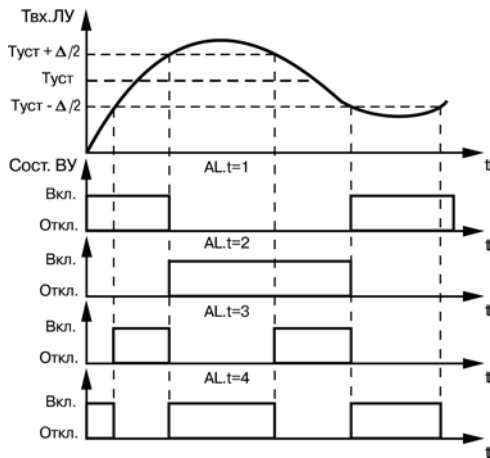 Твх.ЛУ
Туст + Δ/2
Туст
Туст - Δ/2
t
Сост. ВУ
AL.t=1
Вкл.
Откл.
t
AL.t=2
Вкл.
Откл.
t
AL.t=3
Вкл.
Откл.
t
AL.t=4
Вкл.
Откл.
t